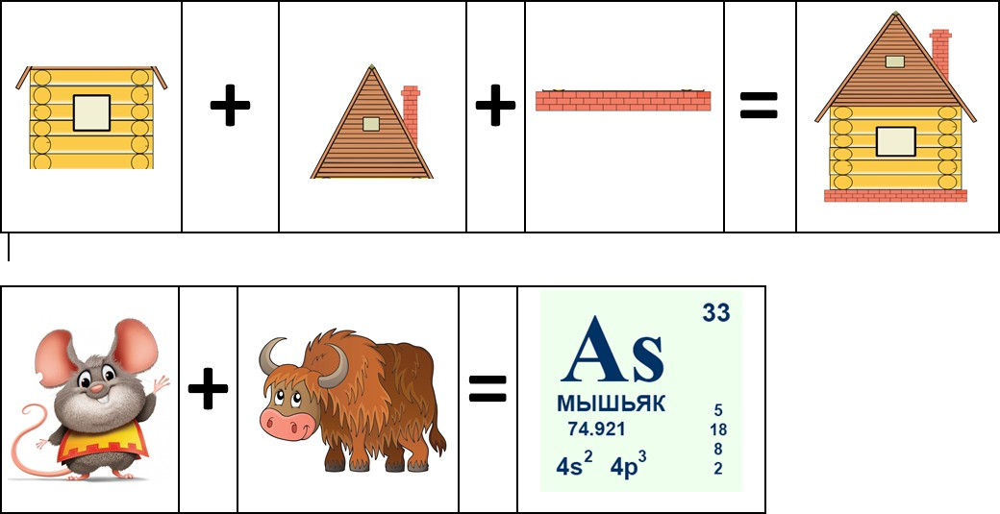 + + =
+ =
33
As
МЫШЬЯК
5
74.921
18
8
4s² 4p³
2